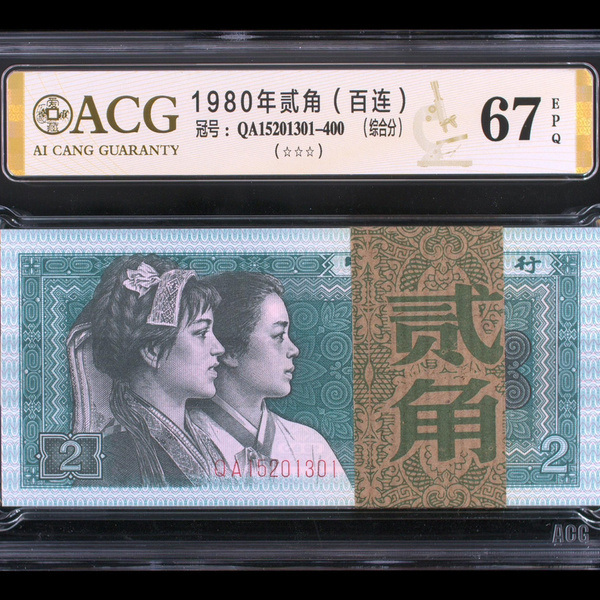 ACG
AI CANG GUARANTY
1980年贰角（百连）
冠号：QA15201301-400 （综合分）
（☆☆☆）
67
EPQ
行
贰角
2
QA15201301
2
ACG